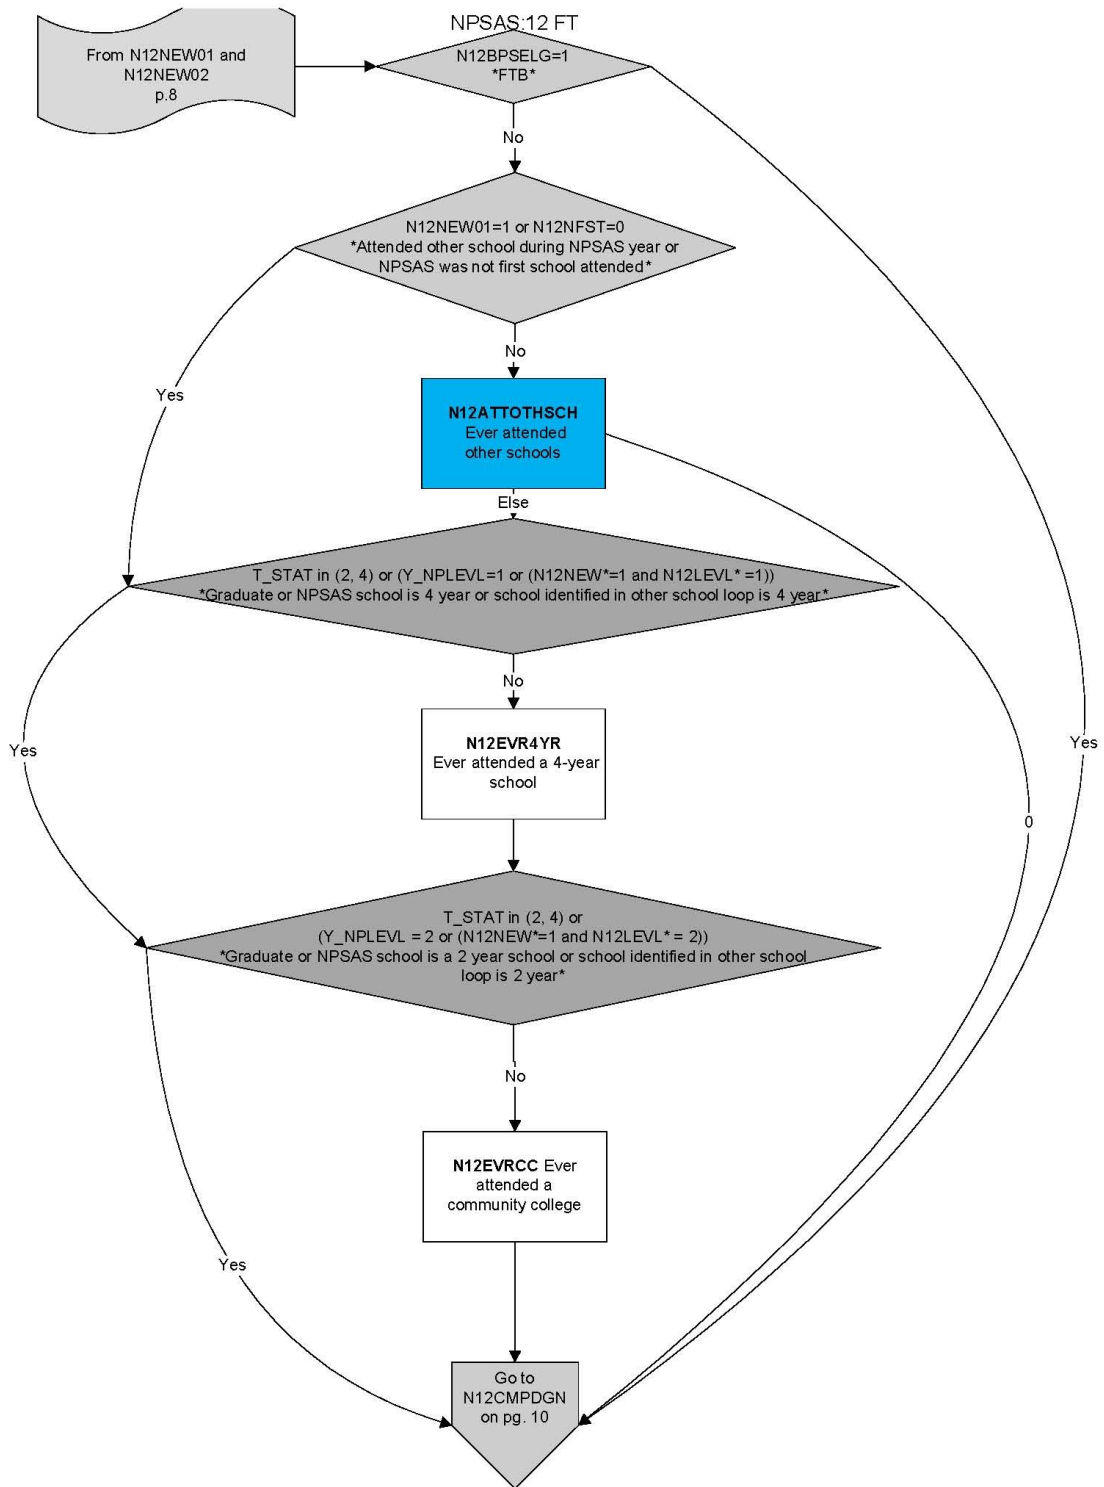 NPSAS:12 FT
From N12NEW01 and
N12NEW02
p.8
N12BPSELG=1
*FTB*
No
N12NEW01=1 or N12NFST=0
*Attended other school during NPSAS year or
NPSAS was not first school attended*
No
Yes
N12ATTOTHSCH
Ever attended
other schools
Else
T_STAT in (2, 4) or (Y_NPLEVL=1 or (N12NEW*=1 and N12LEVL* =1))
*Graduate or NPSAS school is 4 year or school identified in other school loop is 4 year*
No
N12EVR4YR
Ever attended a 4-year
school
Yes
Yes
0
T_STAT in (2, 4) or
(Y_NPLEVL = 2 or (N12NEW*=1 and N12LEVL* = 2))
*Graduate or NPSAS school is a 2 year school or school identified in other school
loop is 2 year*
No
N12EVRCC Ever
attended a
community college
Yes
Go to
N12CMPDGN
on pg. 10